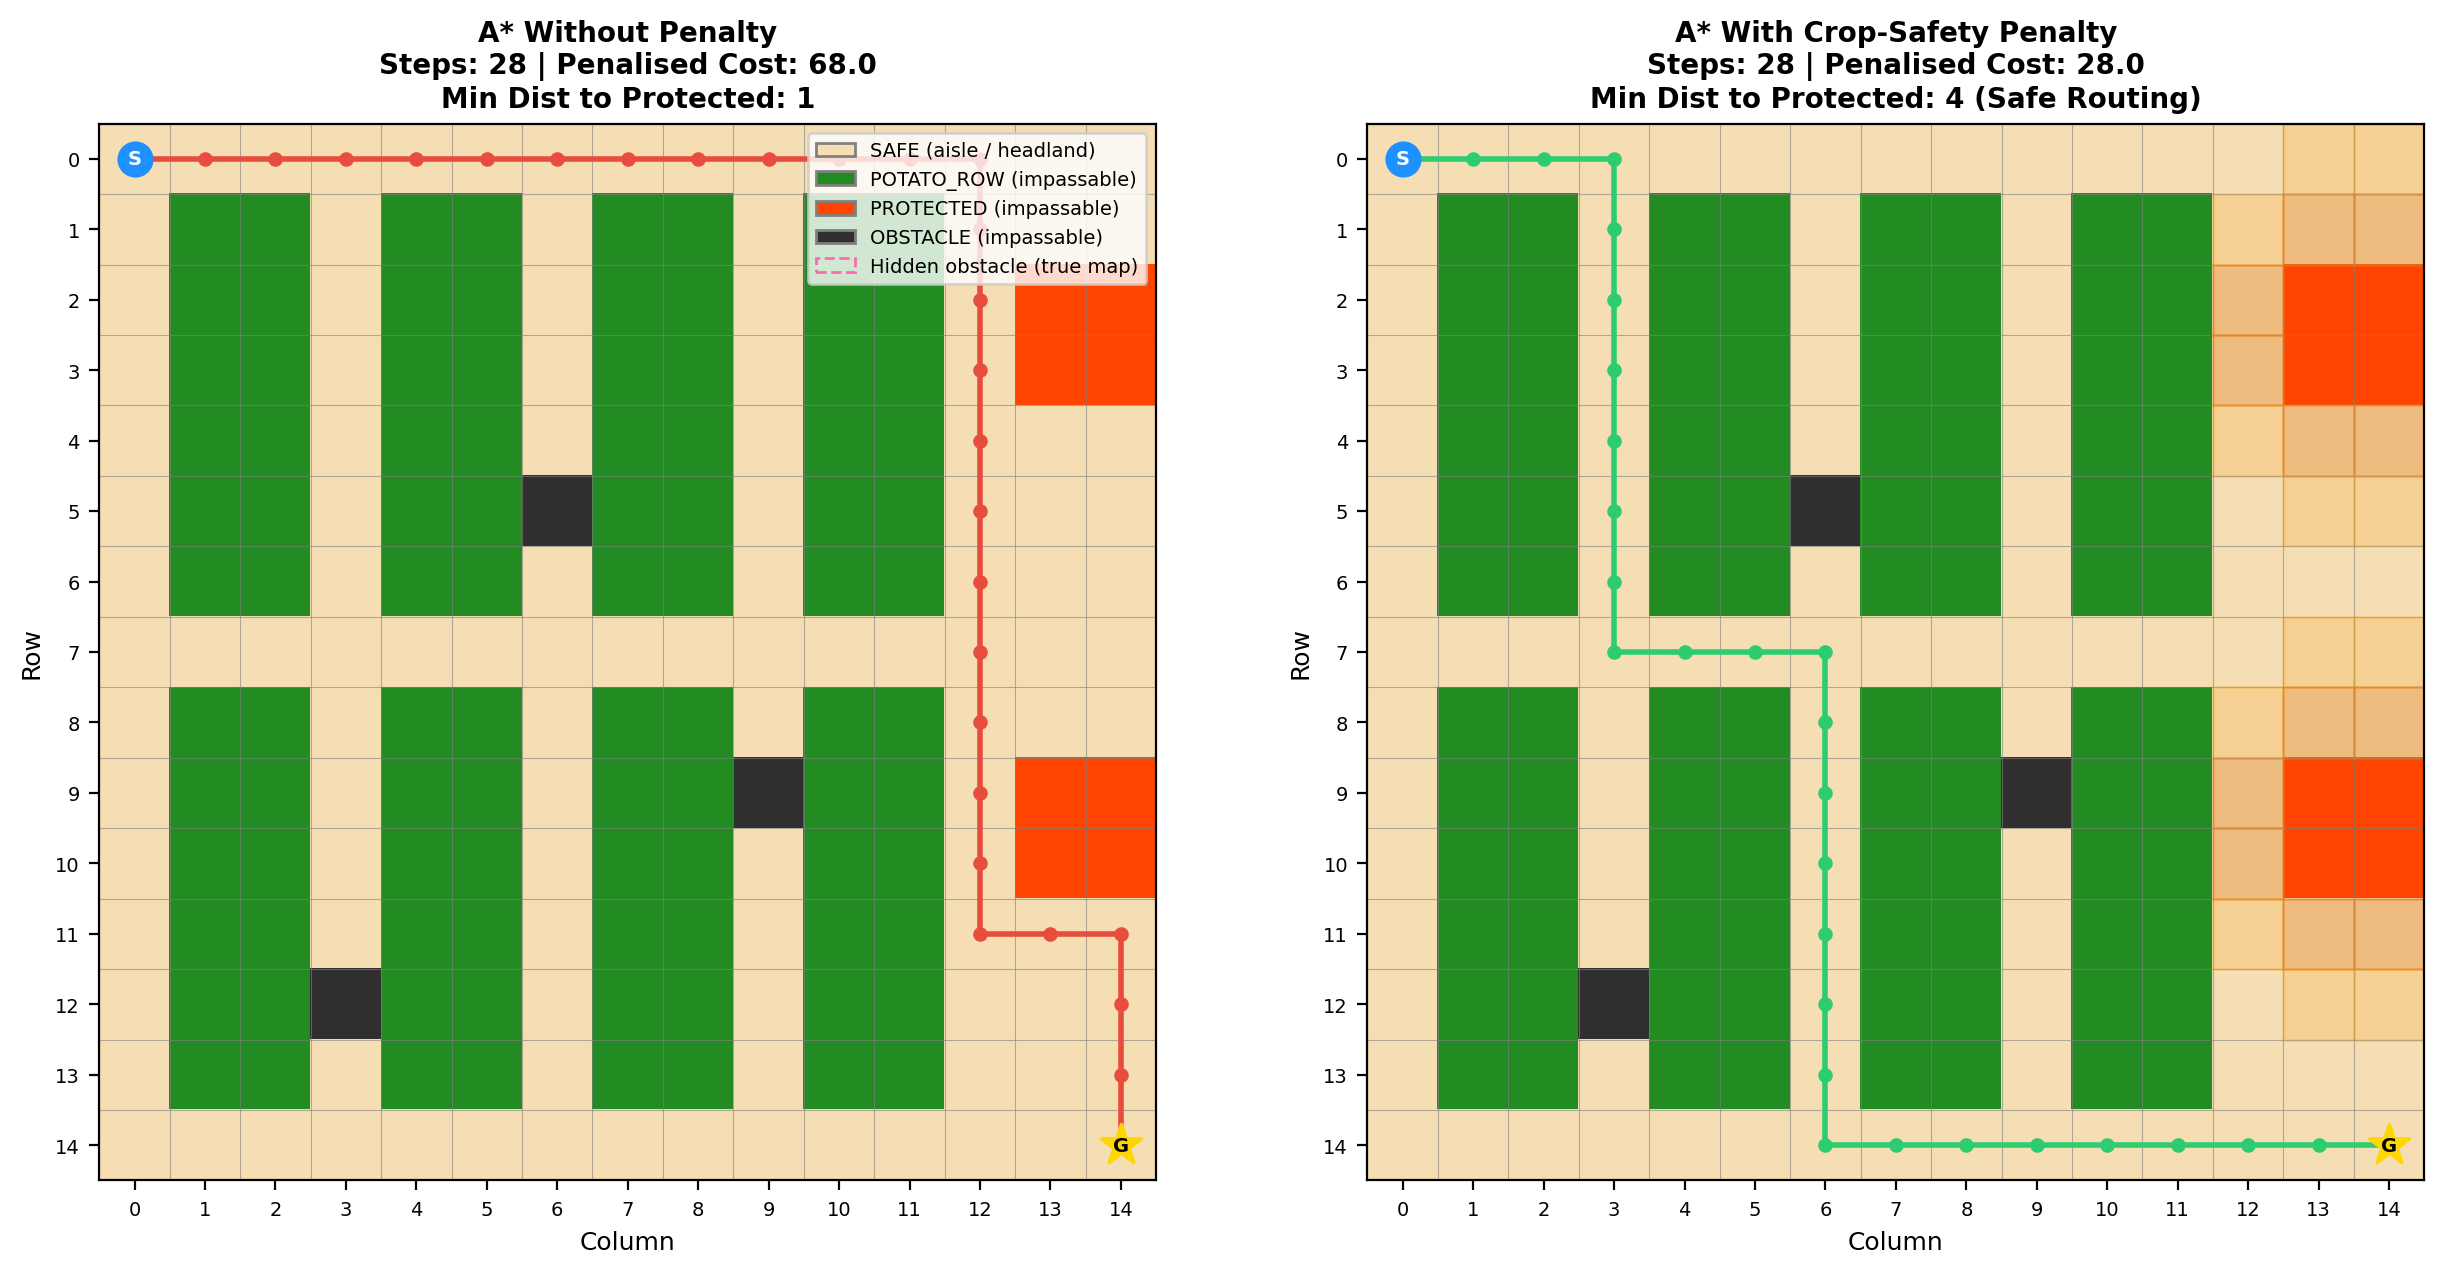 A* Without Penalty
Steps: 28 | Penalised Cost: 68.0
Min Dist to Protected: 1
SAFE (aisle / headland)
POTATO_ROW (impassable)
PROTECTED (impassable)
OBSTACLE (impassable)
Hidden obstacle (true map)
S
G
Row
0
1
2
3
4
5
6
7
8
9
10
11
12
13
14
0 1 2 3 4 5 6 7 8 9 10 11 12 13 14
Column
A* With Crop-Safety Penalty
Steps: 28 | Penalised Cost: 28.0
Min Dist to Protected: 4 (Safe Routing)
S
G
Row
0
1
2
3
4
5
6
7
8
9
10
11
12
13
14
0 1 2 3 4 5 6 7 8 9 10 11 12 13 14
Column